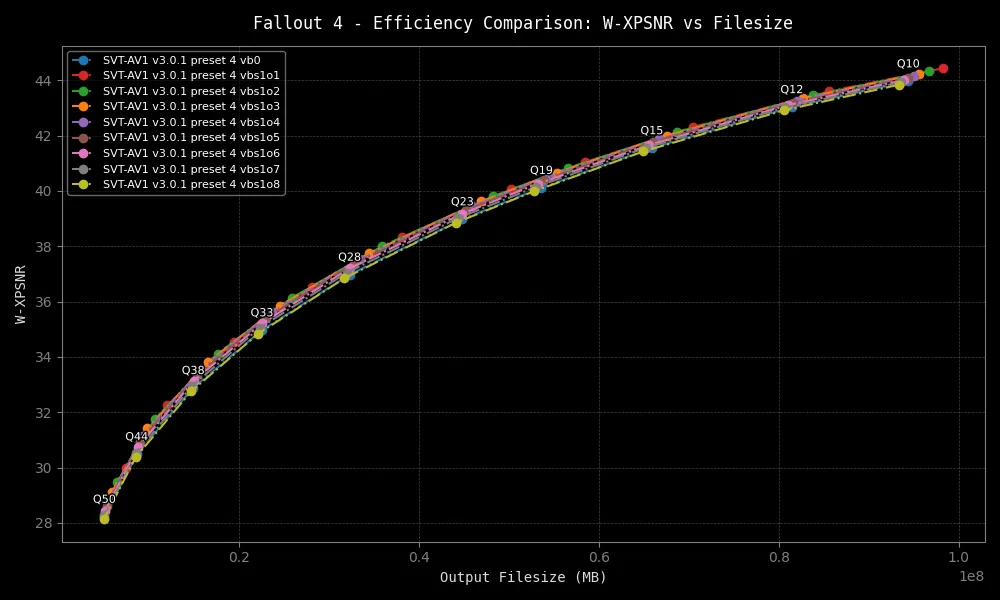 Fallout 4 - Efficiency Comparison: W-XPSNR vs Filesize
SVT-AV1 v3.0.1 preset 4 vb0
SVT-AV1 v3.0.1 preset 4 vbs1o1
SVT-AV1 v3.0.1 preset 4 vbs1o2
SVT-AV1 v3.0.1 preset 4 vbs1o3
SVT-AV1 v3.0.1 preset 4 vbs1o4
SVT-AV1 v3.0.1 preset 4 vbs1o5
SVT-AV1 v3.0.1 preset 4 vbs1o6
SVT-AV1 v3.0.1 preset 4 vbs1o7
SVT-AV1 v3.0.1 preset 4 vbs1o8
Q10
Q12
Q15
Q19
Q23
Q28
Q33
Q38
Q44
Q50
44
42
40
38
36
34
32
30
28
W-XPSNR
0.2
0.4
0.6
0.8
1.0
1e8
Output Filesize (MB)